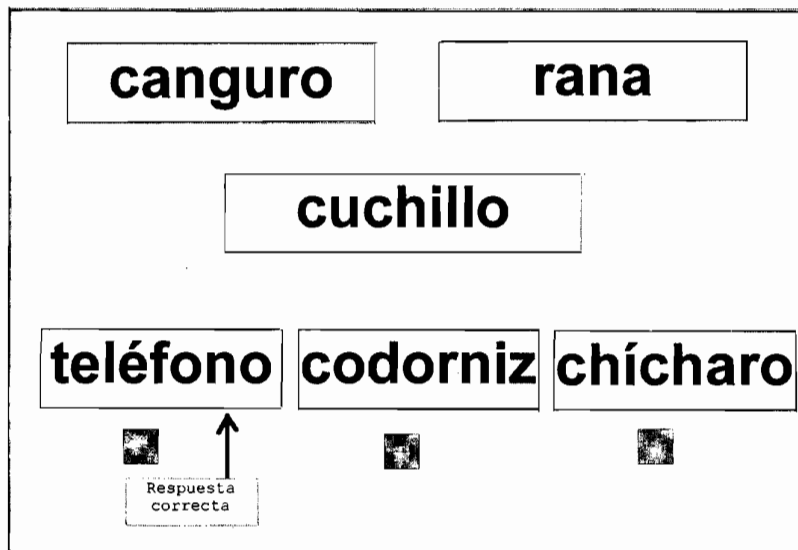 canguro rana
cuchillo
teléfono codorniz chícharo
Respuesta
correcta